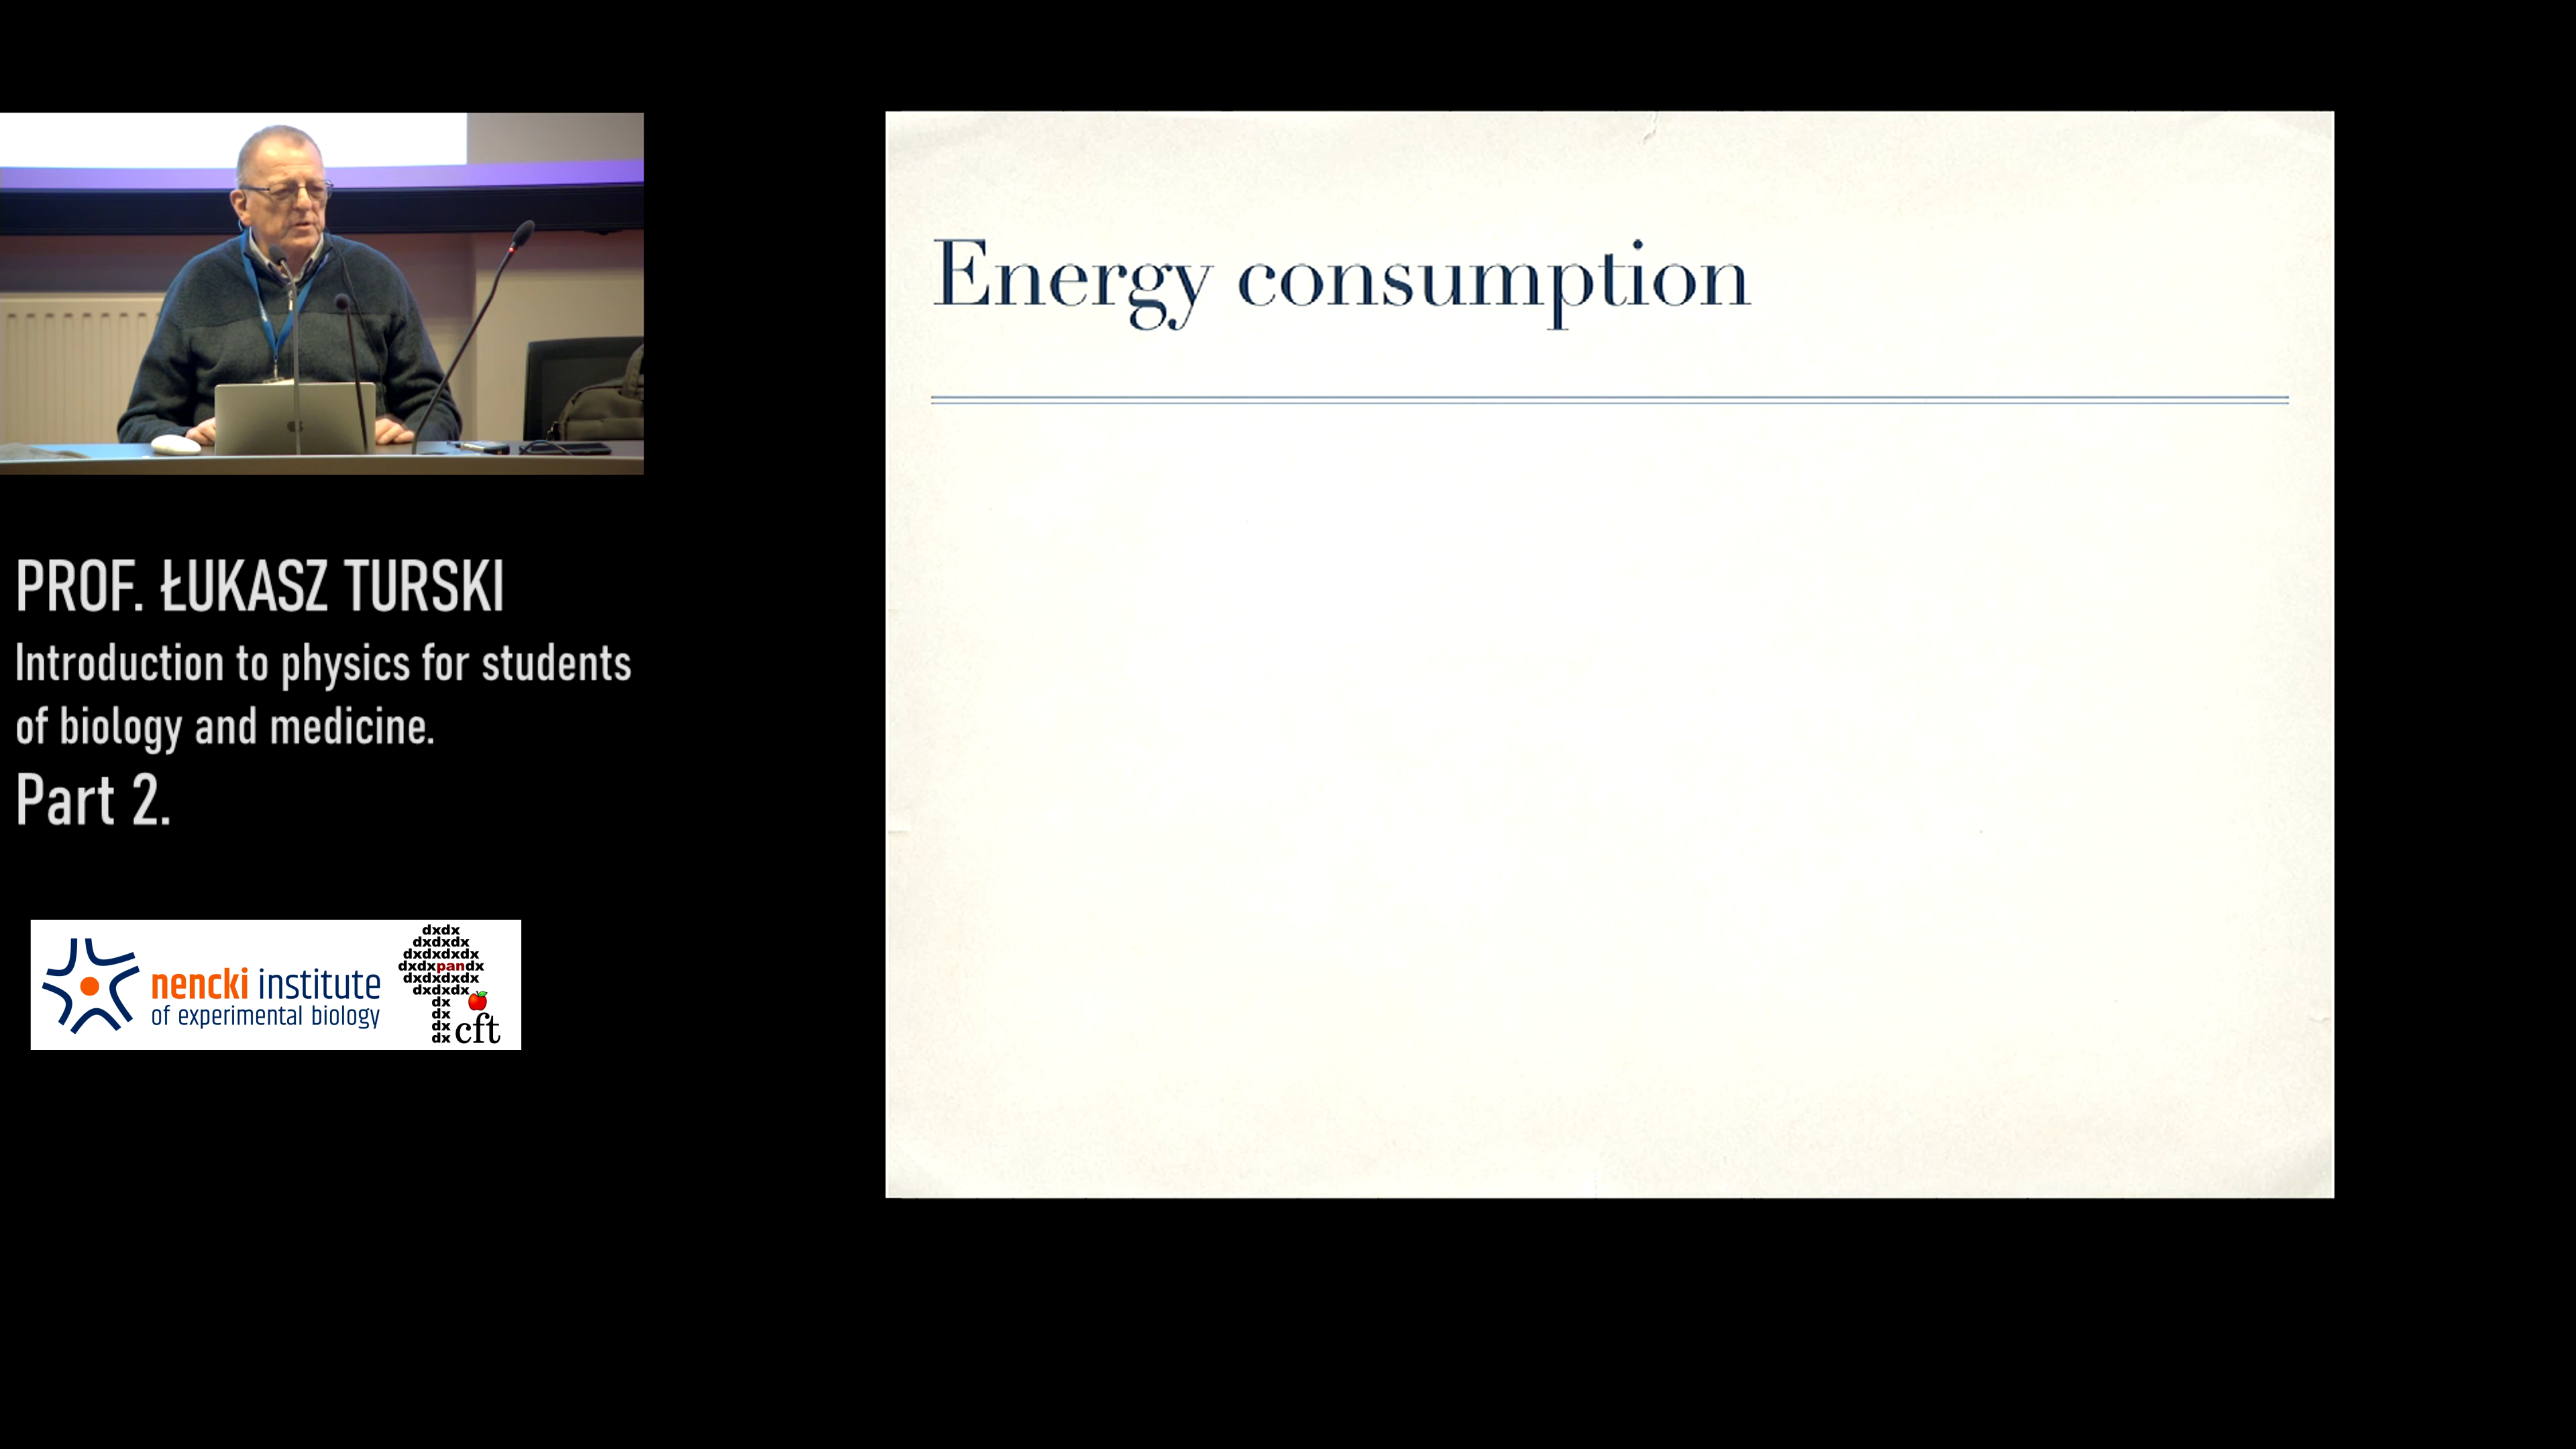 PROF. ŁUKASZ TURSKI
Introduction to physics for students
of biology and medicine.
Part 2.
nencki institute
of experimental biology
dxdx
dxdxdx
dxdxdxdx
dxdxpandx
dxdxdxdx
dxdxdx
dx
dx
dx
dx cft
Energy consumption